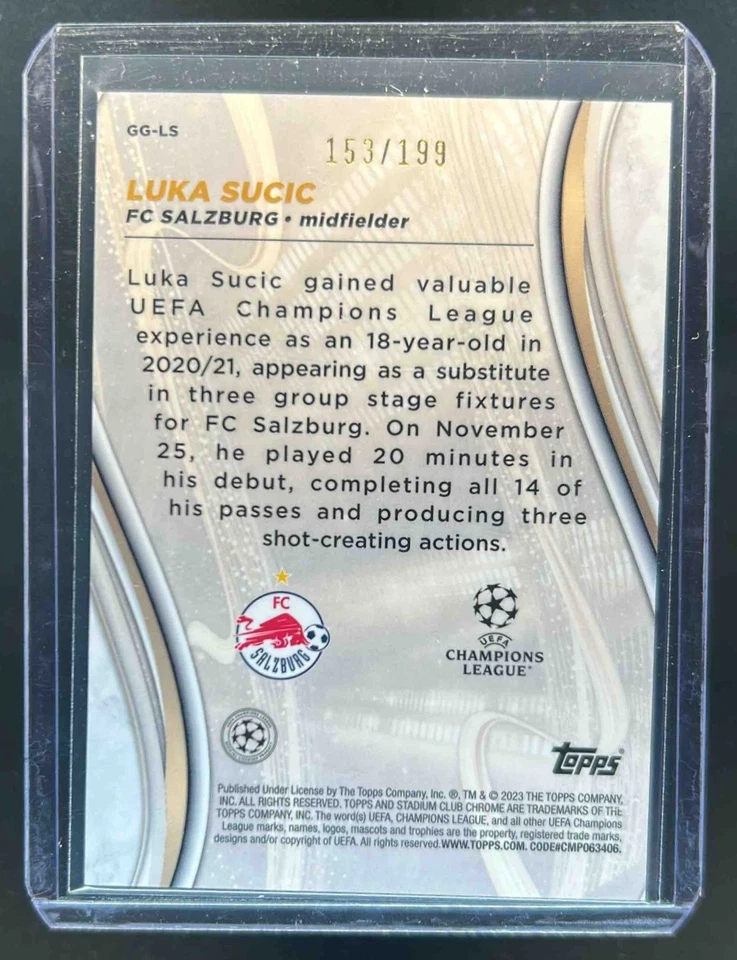 GG-LS
153/199
LUKA SUCIC
FC SALZBURG • midfielder
Luka Sucic gained valuable
UEFA Champions League
experience as an 18-year-old in
2020/21, appearing as a substitute
in three group stage fixtures
for FC Salzburg. On November
25, he played 20 minutes in
his debut, completing all 14 of
his passes and producing three
shot-creating actions.
FC
SALZBURG
UEFA
CHAMPIONS
LEAGUE
Topps
Published Under License by The Topps Company, Inc. ®, TM & © 2023 THE TOPPS COMPANY,
INC. ALL RIGHTS RESERVED. TOPPS AND STADIUM CLUB CHROME ARE TRADEMARKS OF THE
TOPPS COMPANY, INC. The word(s) UEFA, CHAMPIONS LEAGUE, and all other UEFA Champions
League marks, names, logos, mascots and trophies are the property, registered trade marks,
designs and/or copyright of UEFA. All rights reserved. WWW.TOPPS.COM. CODE#CMP063406.